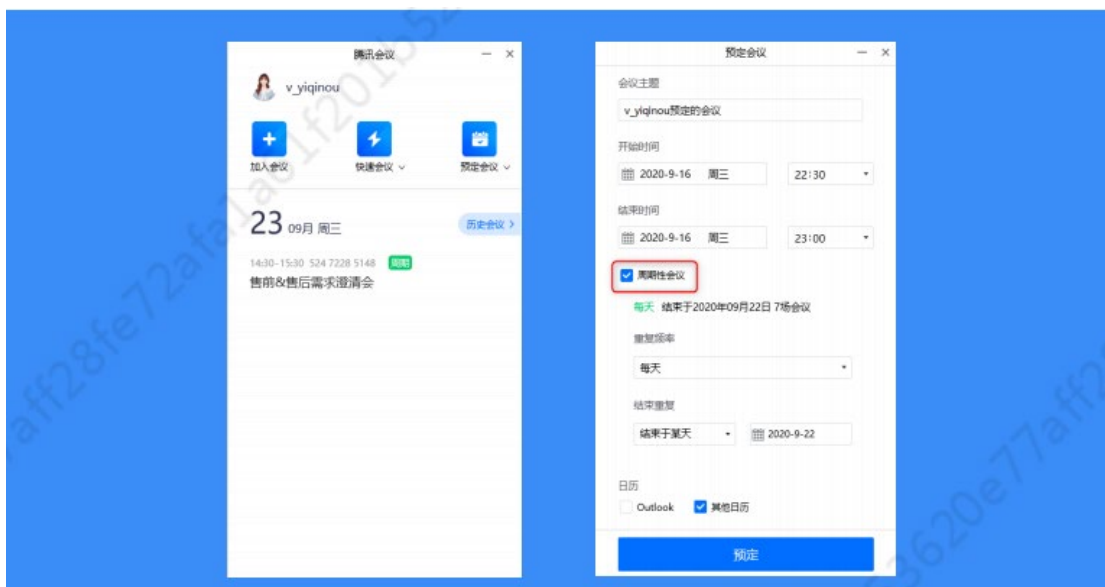 腾讯会议
v_yiqinou
加入会议 快速会议 预定会议
23 09月 周三 历史会议 >
14:30-15:30 524 7228 5148 周期
售前&售后需求澄清会
预定会议
会议主题
v_yiqinou预定的会议
开始时间
2020-9-16 周三 22:30
结束时间
2020-9-16 周三 23:00
周期性会议
每天 结束于2020年09月22日 7场会议
重复频率
每天
结束重复
结束于某天 2020-9-22
日历
Outlook 其他日历
预定